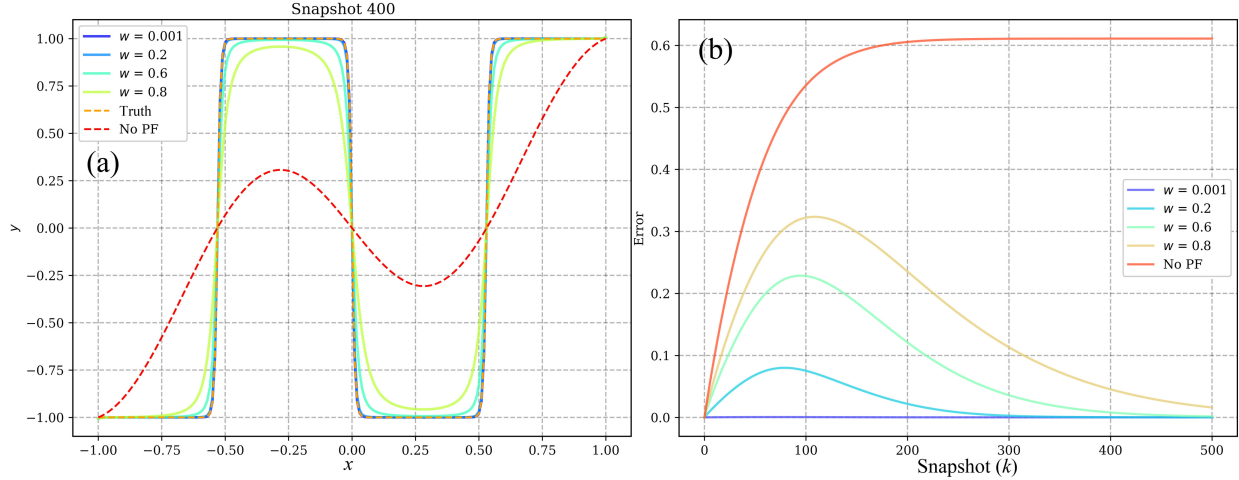 Snapshot 400
w = 0.001
w = 0.2
w = 0.6
w = 0.8
Truth
No PF
(a)
1.00
0.75
0.50
0.25
0.00
−0.25
−0.50
−0.75
−1.00
y
−1.00 −0.75 −0.50 −0.25 0.00 0.25 0.50 0.75 1.00
x
(b)
0.6
0.5
0.4
0.3
0.2
0.1
0.0
Error
w = 0.001
w = 0.2
w = 0.6
w = 0.8
No PF
0 100 200 300 400 500
Snapshot (k)